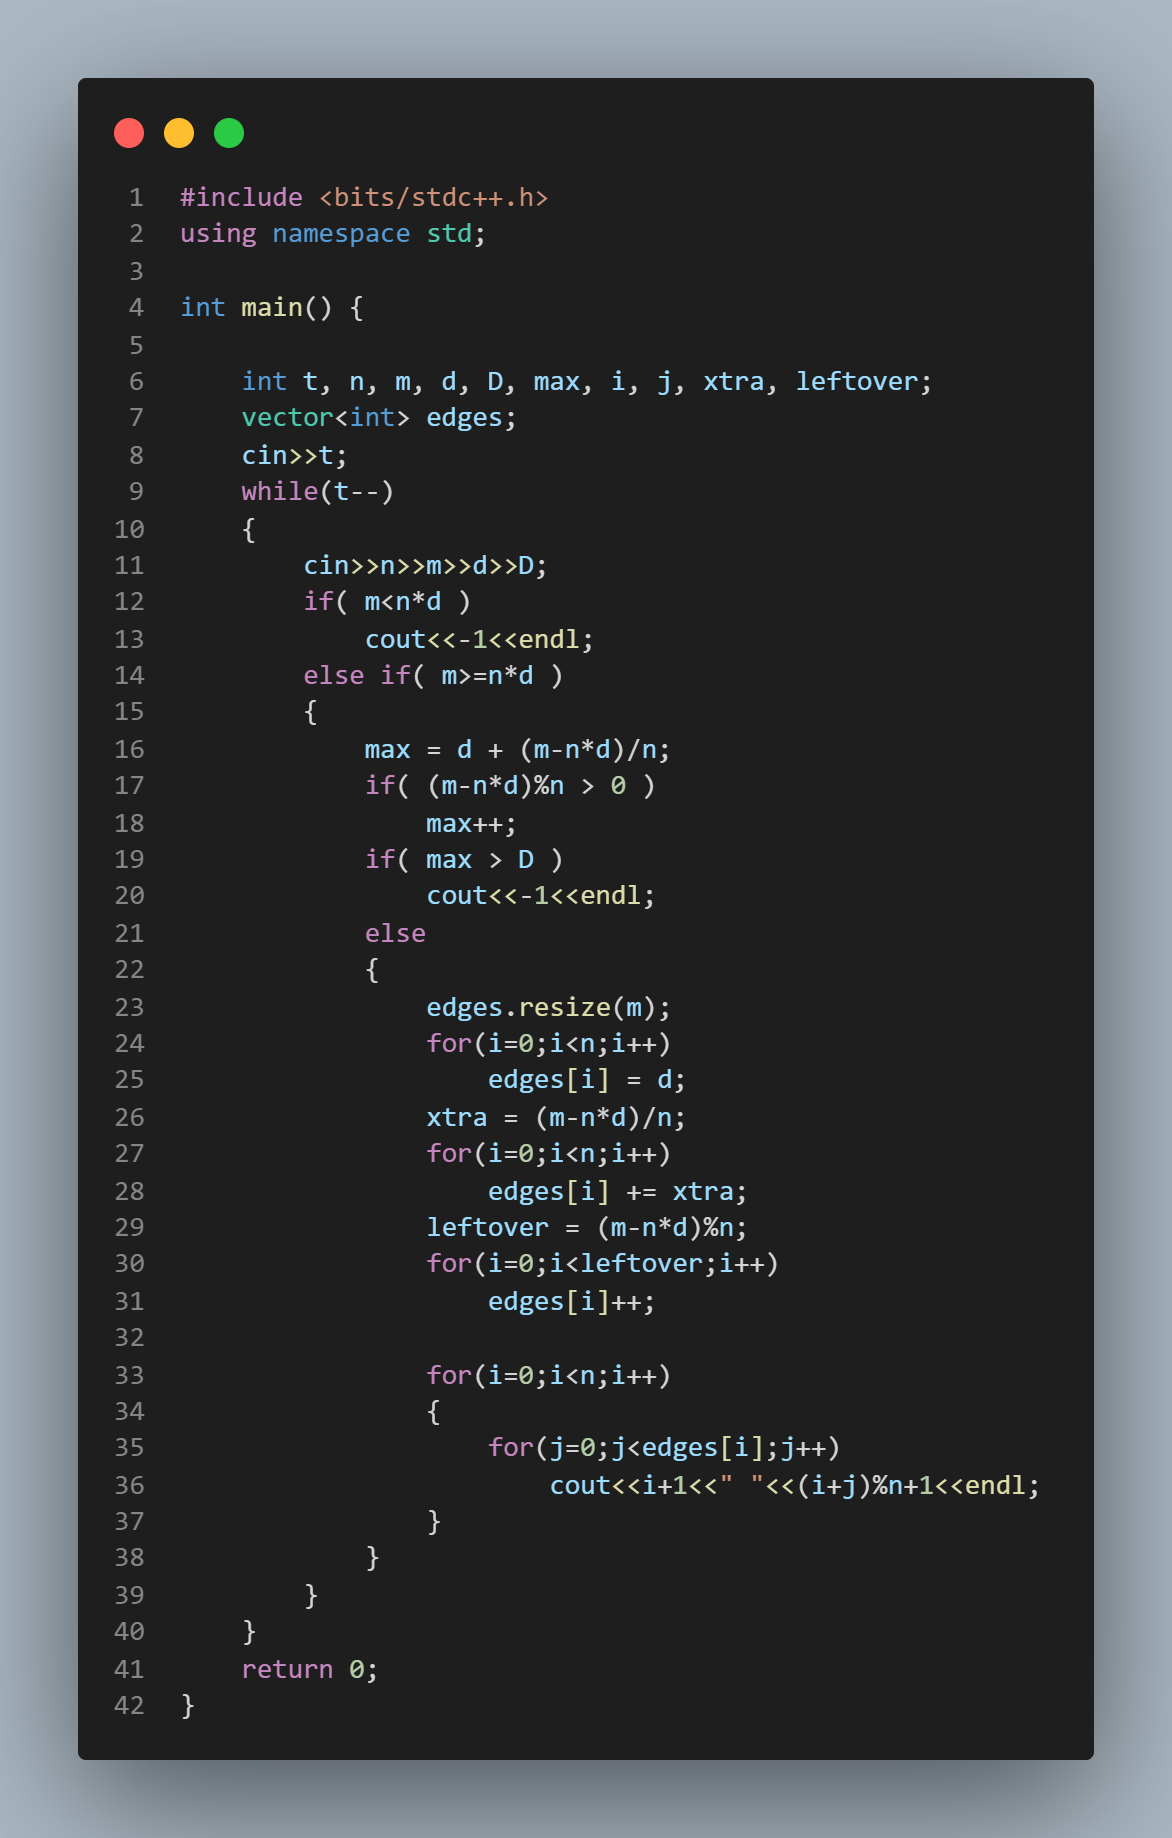 1 #include <bits/stdc++.h>
2 using namespace std;
3
4 int main() {
5
6     int t, n, m, d, D, max, i, j, xtra, leftover;
7     vector<int> edges;
8     cin>>t;
9     while(t--)
10     {
11         cin>>n>>m>>d>>D;
12         if( m<n*d )
13             cout<<-1<<endl;
14         else if( m>=n*d )
15         {
16             max = d + (m-n*d)/n;
17             if( (m-n*d)%n > 0 )
18                 max++;
19             if( max > D )
20                 cout<<-1<<endl;
21             else
22             {
23                 edges.resize(m);
24                 for(i=0;i<n;i++)
25                     edges[i] = d;
26                 xtra = (m-n*d)/n;
27                 for(i=0;i<n;i++)
28                     edges[i] += xtra;
29                 leftover = (m-n*d)%n;
30                 for(i=0;i<leftover;i++)
31                     edges[i]++;
32
33                 for(i=0;i<n;i++)
34                 {
35                     for(j=0;j<edges[i];j++)
36                         cout<<i+1<<" "<<(i+j)%n+1<<endl;
37                 }
38             }
39         }
40     }
41     return 0;
42 }